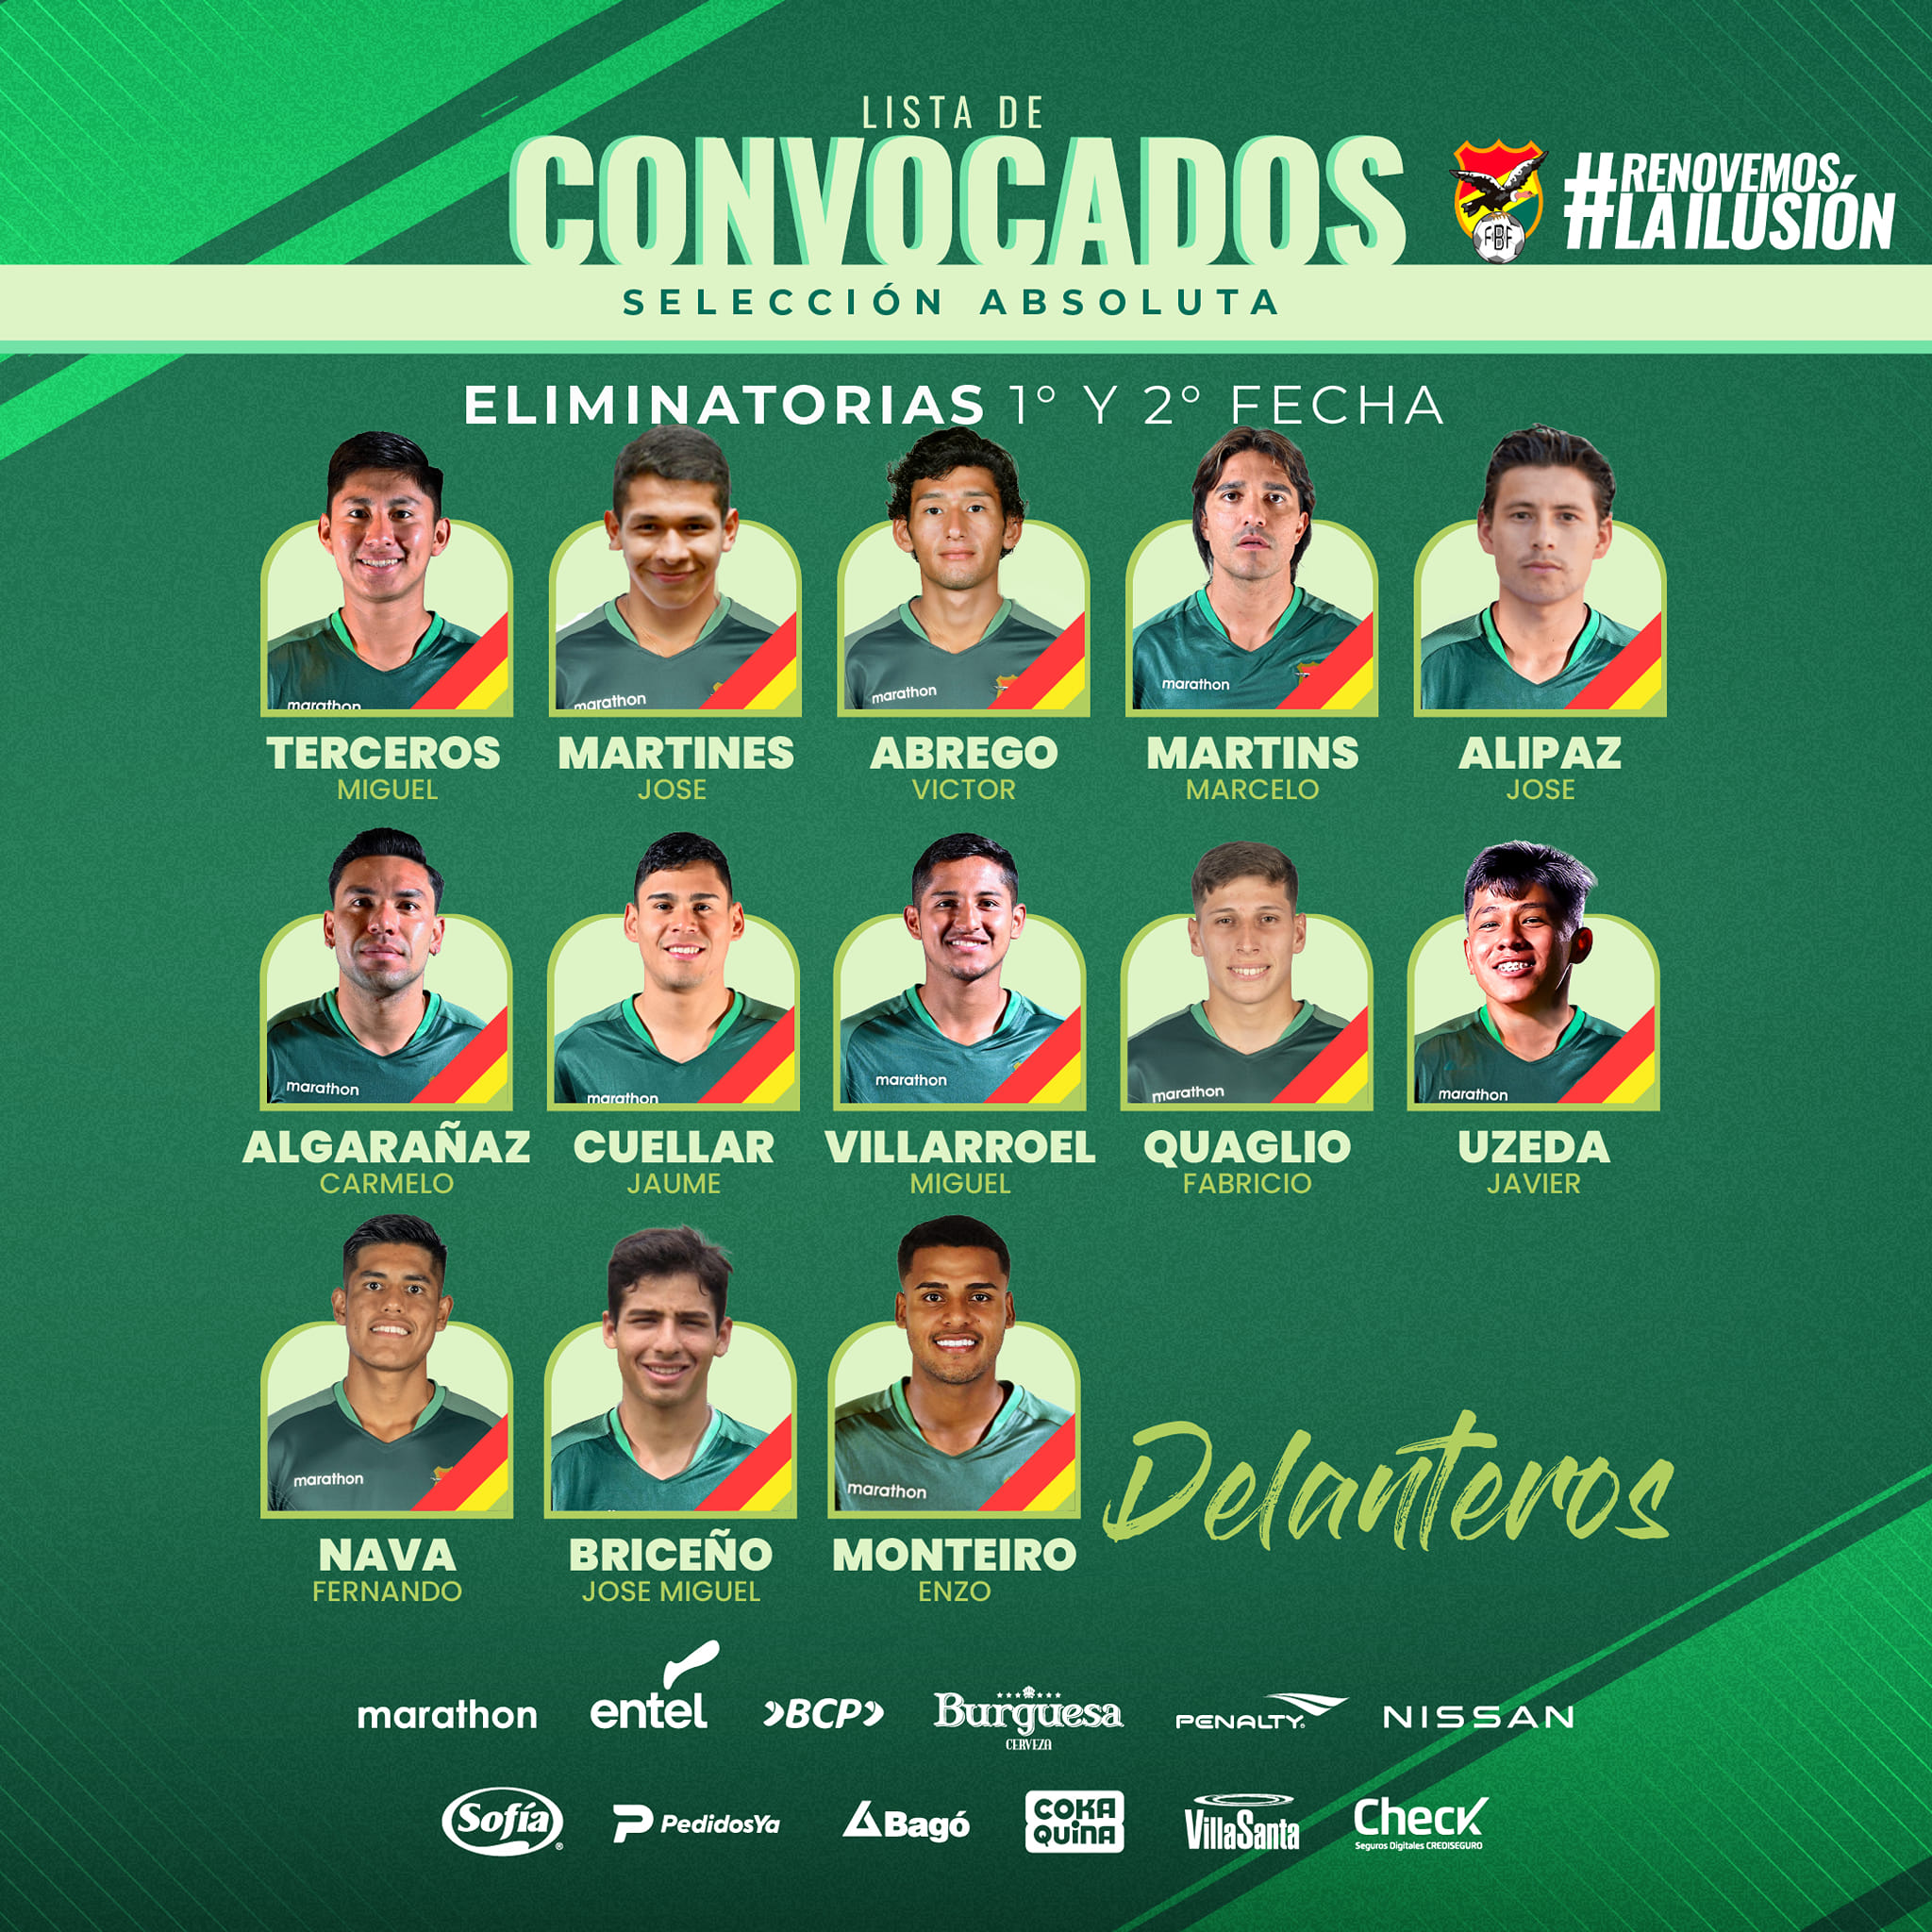 LISTA DE
CONVOCADOS
#RENOVEMOS
LAILUSIÓN
FBF
SELECCIÓN ABSOLUTA
ELIMINATORIAS 1° Y 2° FECHA
marathon
marathon
marathon
marathon
TERCEROS
MIGUEL
MARTINES
JOSE
ABREGO
VICTOR
MARTINS
MARCELO
ALIPAZ
JOSE
marathon
marathon
marathon
marathon
marathon
ALGARAÑAZ
CARMELO
CUELLAR
JAUME
VILLARROEL
MIGUEL
QUAGLIO
FABRICIO
UZEDA
JAVIER
marathon
marathon
NAVA
FERNANDO
BRICEÑO
JOSE MIGUEL
MONTEIRO
ENZO
Delanteros
marathon
entel
BCP
Burguesa
CERVEZA
PENALTY
NISSAN
Sofía
PedidosYa
Bagó
COKA
QUiNA
VillaSanta
Check
Seguros Digitales CREDISEGURO